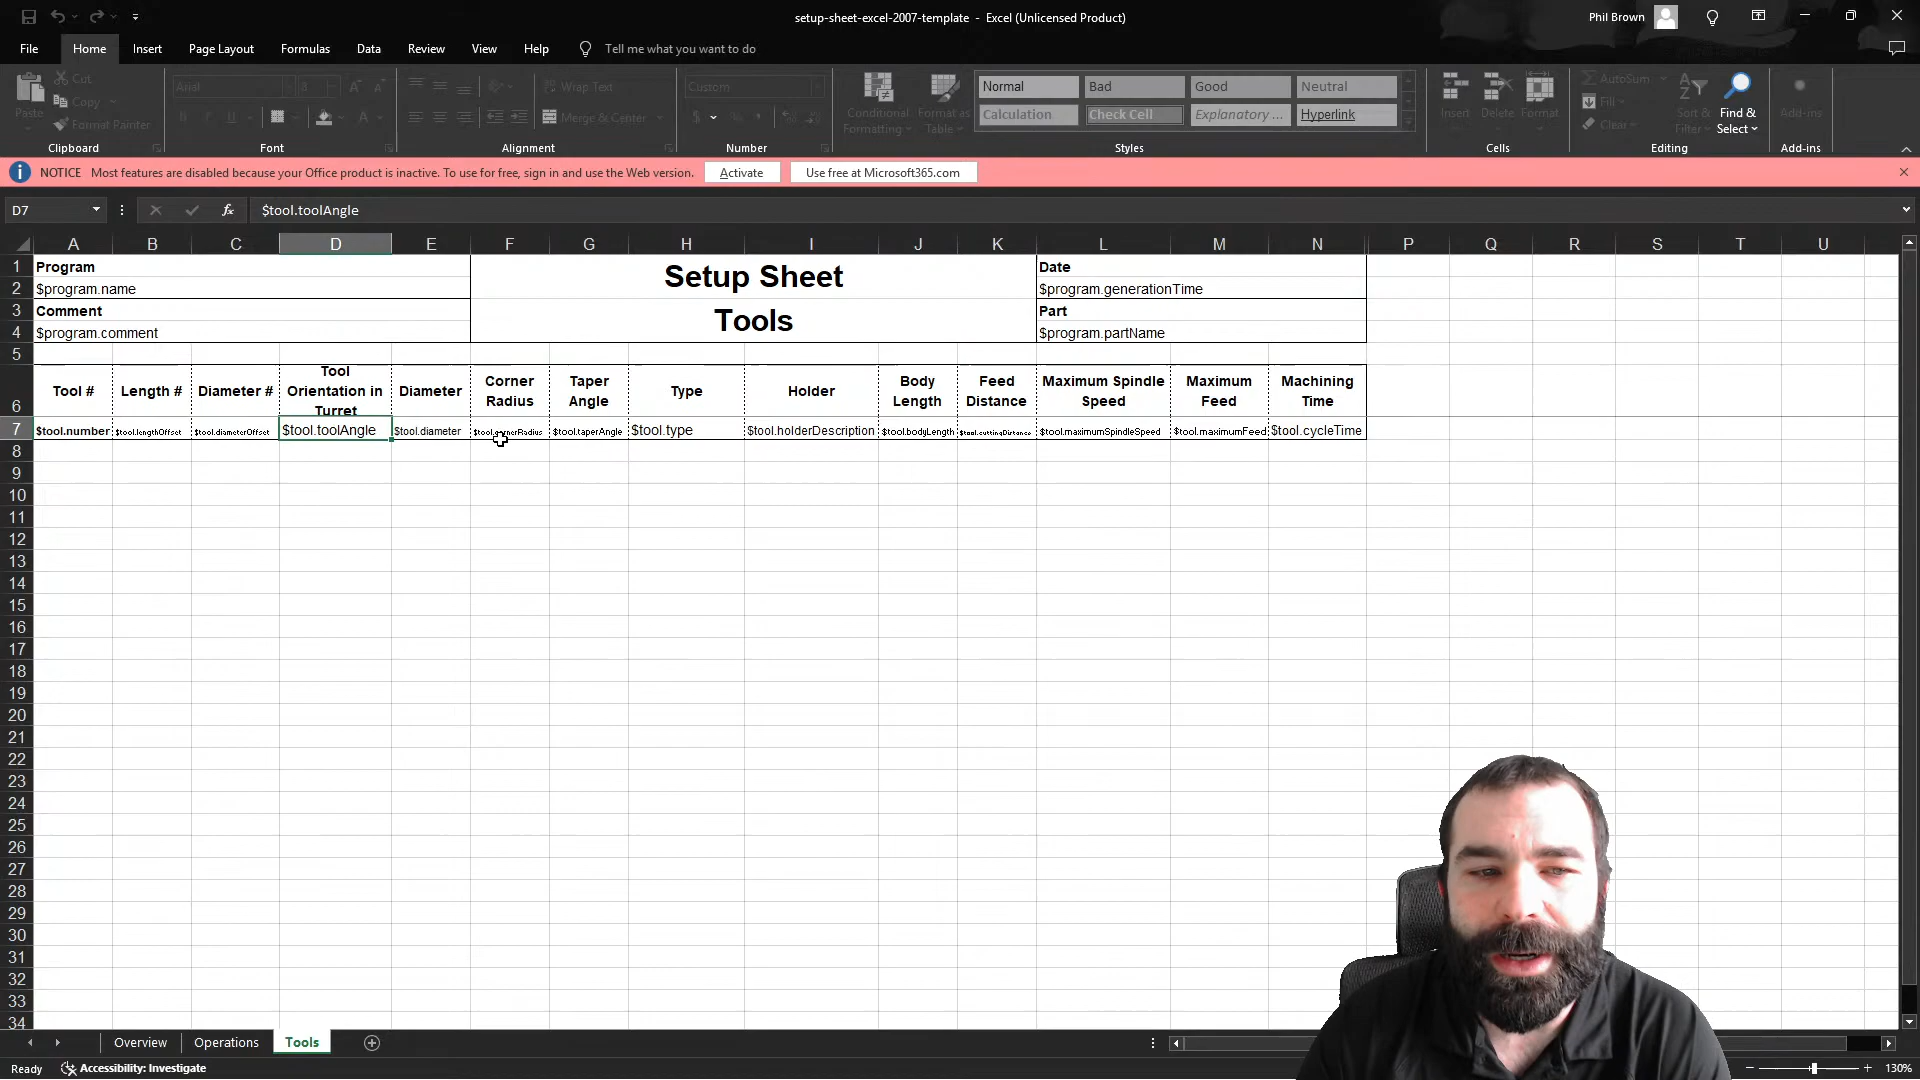 setup-sheet-excel-2007-template - Excel (Unlicensed Product)
Phil Brown
File Home Insert Page Layout Formulas Data Review View Help Tell me what you want to do
Paste
Cut
Copy
Format Painter
Clipboard
Arial
8
B I U
Font
Wrap Text
Merge & Center
Alignment
Custom
Number
Conditional Formatting
Format as Table
Normal Bad Good Neutral
Calculation Check Cell Explanatory ... Hyperlink
Styles
Insert Delete Format
Cells
AutoSum
Fill
Clear
Sort & Filter
Find & Select
Editing
Add-ins
Add-ins
NOTICE Most features are disabled because your Office product is inactive. To use for free, sign in and use the Web version. Activate Use free at Microsoft365.com
D7 fx $tool.toolAngle
A B C D E F G H I J K L M N P Q R S T U
1 Program
2 $program.name
3 Comment
4 $program.comment
Setup Sheet
Tools
Date
$program.generationTime
Part
$program.partName
5
6 Tool # Length # Diameter # Tool Orientation in Turret Diameter Corner Radius Taper Angle Type Holder Body Length Feed Distance Maximum Spindle Speed Maximum Feed Machining Time
7 $tool.number $tool.lengthOffset $tool.diameterOffset $tool.toolAngle $tool.diameter $tool.cornerRadius $tool.taperAngle $tool.type $tool.holderDescription $tool.bodyLength $tool.cuttingDistance $tool.maximumSpindleSpeed $tool.maximumFeed $tool.cycleTime
8
9
10
11
12
13
14
15
16
17
18
19
20
21
22
23
24
25
26
27
28
29
30
31
32
33
34
Overview Operations Tools
Ready Accessibility: Investigate
130%